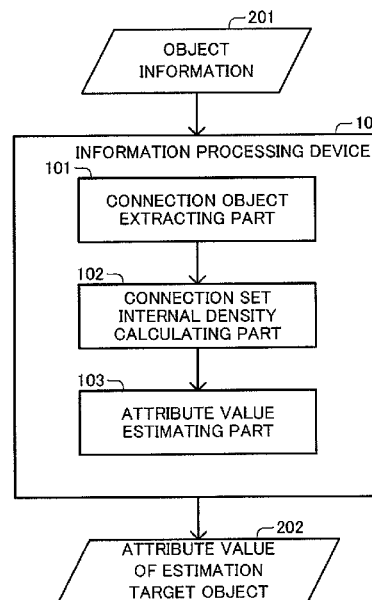 201
OBJECT
INFORMATION
INFORMATION PROCESSING DEVICE
101
CONNECTION OBJECT
EXTRACTING PART
102
CONNECTION SET
INTERNAL DENSITY
CALCULATING PART
103
ATTRIBUTE VALUE
ESTIMATING PART
202
ATTRIBUTE VALUE
OF ESTIMATION
TARGET OBJECT